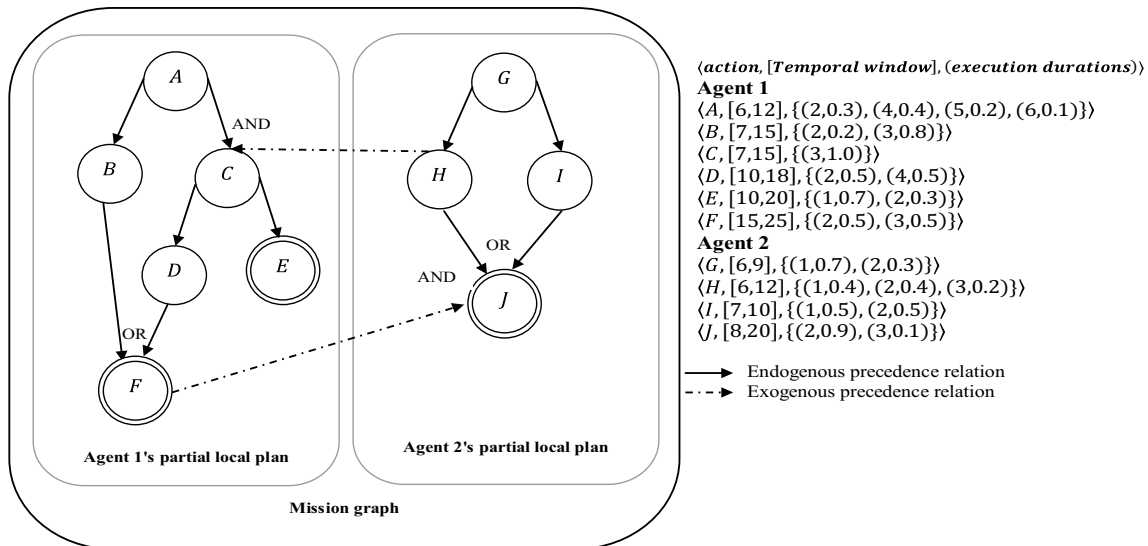 A
G
AND
B
C
H
I
D
E
OR
AND
J
OR
F
Agent 1's partial local plan
Agent 2's partial local plan
Mission graph
⟨action, [Temporal window], (execution durations)⟩
Agent 1
⟨A, [6,12], {(2,0.3), (4,0.4), (5,0.2), (6,0.1)}⟩
⟨B, [7,15], {(2,0.2), (3,0.8)}⟩
⟨C, [7,15], {(3,1.0)}⟩
⟨D, [10,18], {(2,0.5), (4,0.5)}⟩
⟨E, [10,20], {(1,0.7), (2,0.3)}⟩
⟨F, [15,25], {(2,0.5), (3,0.5)}⟩
Agent 2
⟨G, [6,9], {(1,0.7), (2,0.3)}⟩
⟨H, [6,12], {(1,0.4), (2,0.4), (3,0.2)}⟩
⟨I, [7,10], {(1,0.5), (2,0.5)}⟩
⟨J, [8,20], {(2,0.9), (3,0.1)}⟩
Endogenous precedence relation
Exogenous precedence relation